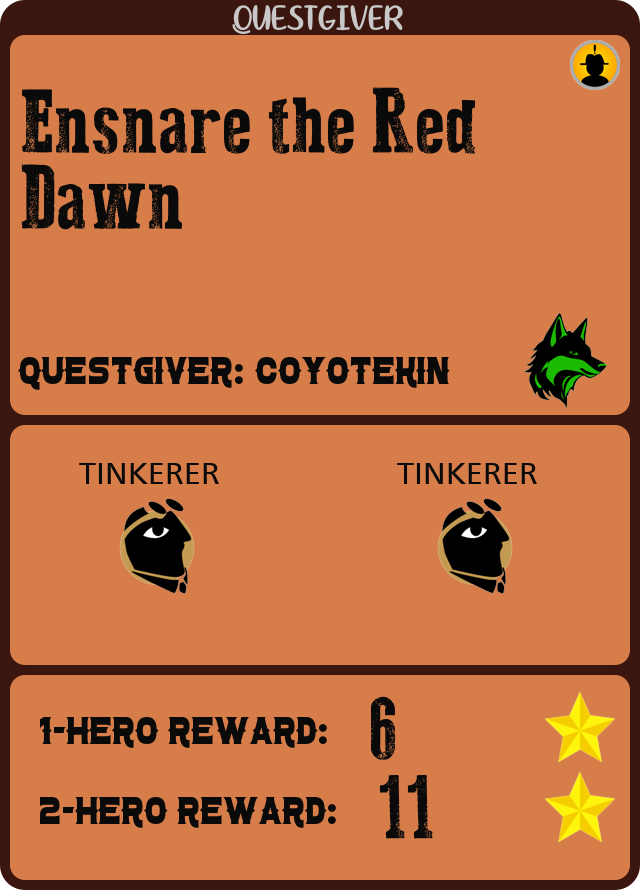 QUESTGIVER
Ensnare the Red
Dawn
QUESTGIVER: COYOTEKIN
TINKERER TINKERER
1-HERO REWARD: 6
2-HERO REWARD: 11